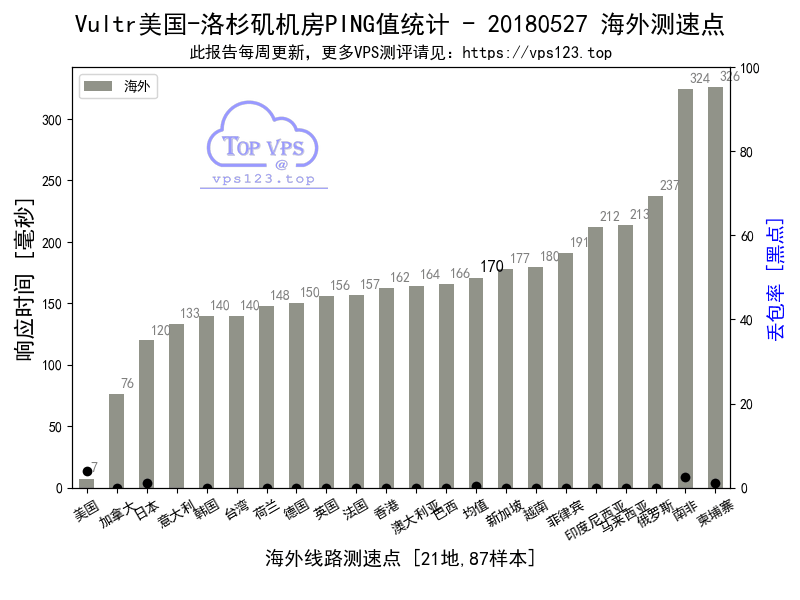 Vultr美国-洛杉矶机房PING值统计 - 20180527 海外测速点
此报告每周更新，更多VPS测评请见：https://vps123.top
海外
TOP VPS
@
vps123.top
响应时间 [毫秒]
300
250
200
150
100
50
0
7
76
120
133
140
140
148
150
156
157
162
164
166
170
177
180
191
212
213
237
324
326
100
80
60
40
20
0
丢包率 [黑点]
美国
加拿大
日本
意大利
韩国
台湾
荷兰
德国
英国
法国
香港
澳大利亚
巴西
均值
新加坡
越南
菲律宾
印度尼西亚
马来西亚
俄罗斯
南非
柬埔寨
海外线路测速点 [21地,87样本]